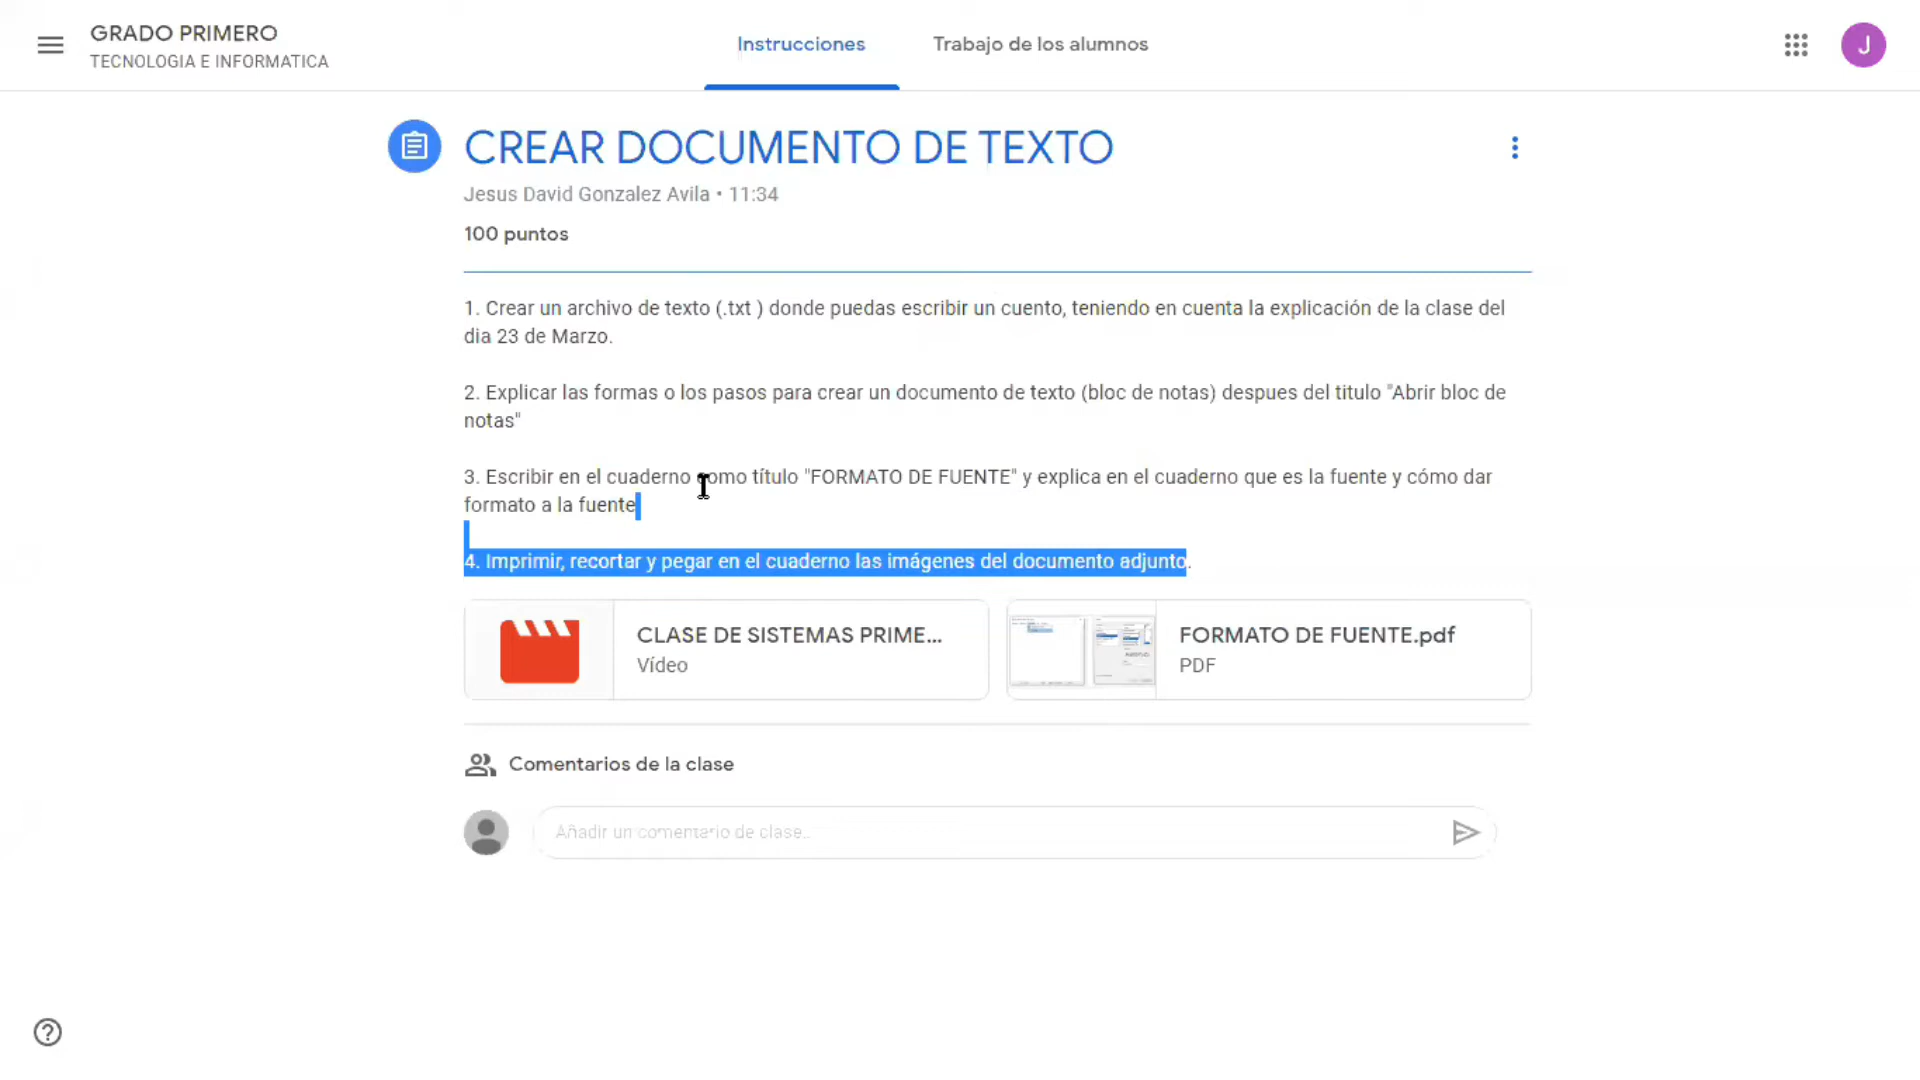 GRADO PRIMERO
TECNOLOGIA E INFORMATICA
Instrucciones
Trabajo de los alumnos
J
CREAR DOCUMENTO DE TEXTO
Jesus David Gonzalez Avila • 11:34
100 puntos
1. Crear un archivo de texto (.txt ) donde puedas escribir un cuento, teniendo en cuenta la explicación de la clase del
dia 23 de Marzo.
2. Explicar las formas o los pasos para crear un documento de texto (bloc de notas) despues del titulo "Abrir bloc de
notas"
3. Escribir en el cuaderno como título "FORMATO DE FUENTE" y explica en el cuaderno que es la fuente y cómo dar
formato a la fuente
4. Imprimir, recortar y pegar en el cuaderno las imágenes del documento adjunto.
CLASE DE SISTEMAS PRIME...
Vídeo
FORMATO DE FUENTE.pdf
PDF
Comentarios de la clase
Añadir un comentario de clase...